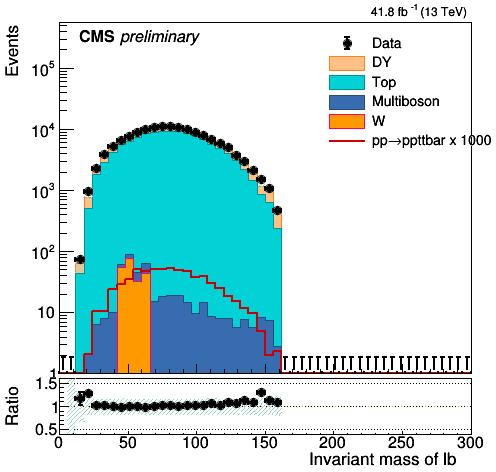 41.8 fb⁻¹ (13 TeV)
CMS preliminary
Events
Data
DY
Top
Multiboson
W
pp→ppttbar x 1000
10⁵
10⁴
10³
10²
10
1
Ratio
1.5
1
0.5
0 50 100 150 200 250 300
Invariant mass of lb